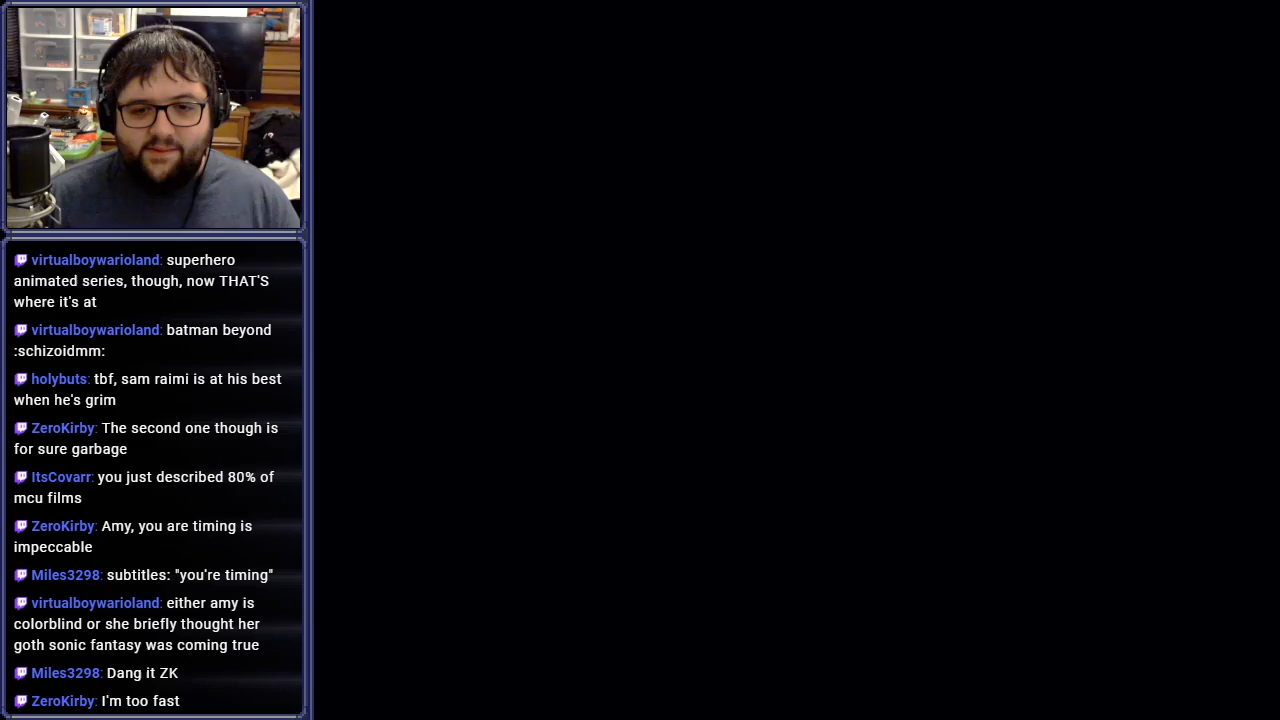 virtualboywarioland: superhero
animated series, though, now THAT'S
where it's at
virtualboywarioland: batman beyond
:schizoidmm:
holybuts: tbf, sam raimi is at his best
when he's grim
ZeroKirby: The second one though is
for sure garbage
ItsCovarr: you just described 80% of
mcu films
ZeroKirby: Amy, you are timing is
impeccable
Miles3298: subtitles: "you're timing"
virtualboywarioland: either amy is
colorblind or she briefly thought her
goth sonic fantasy was coming true
Miles3298: Dang it ZK
ZeroKirby: I'm too fast